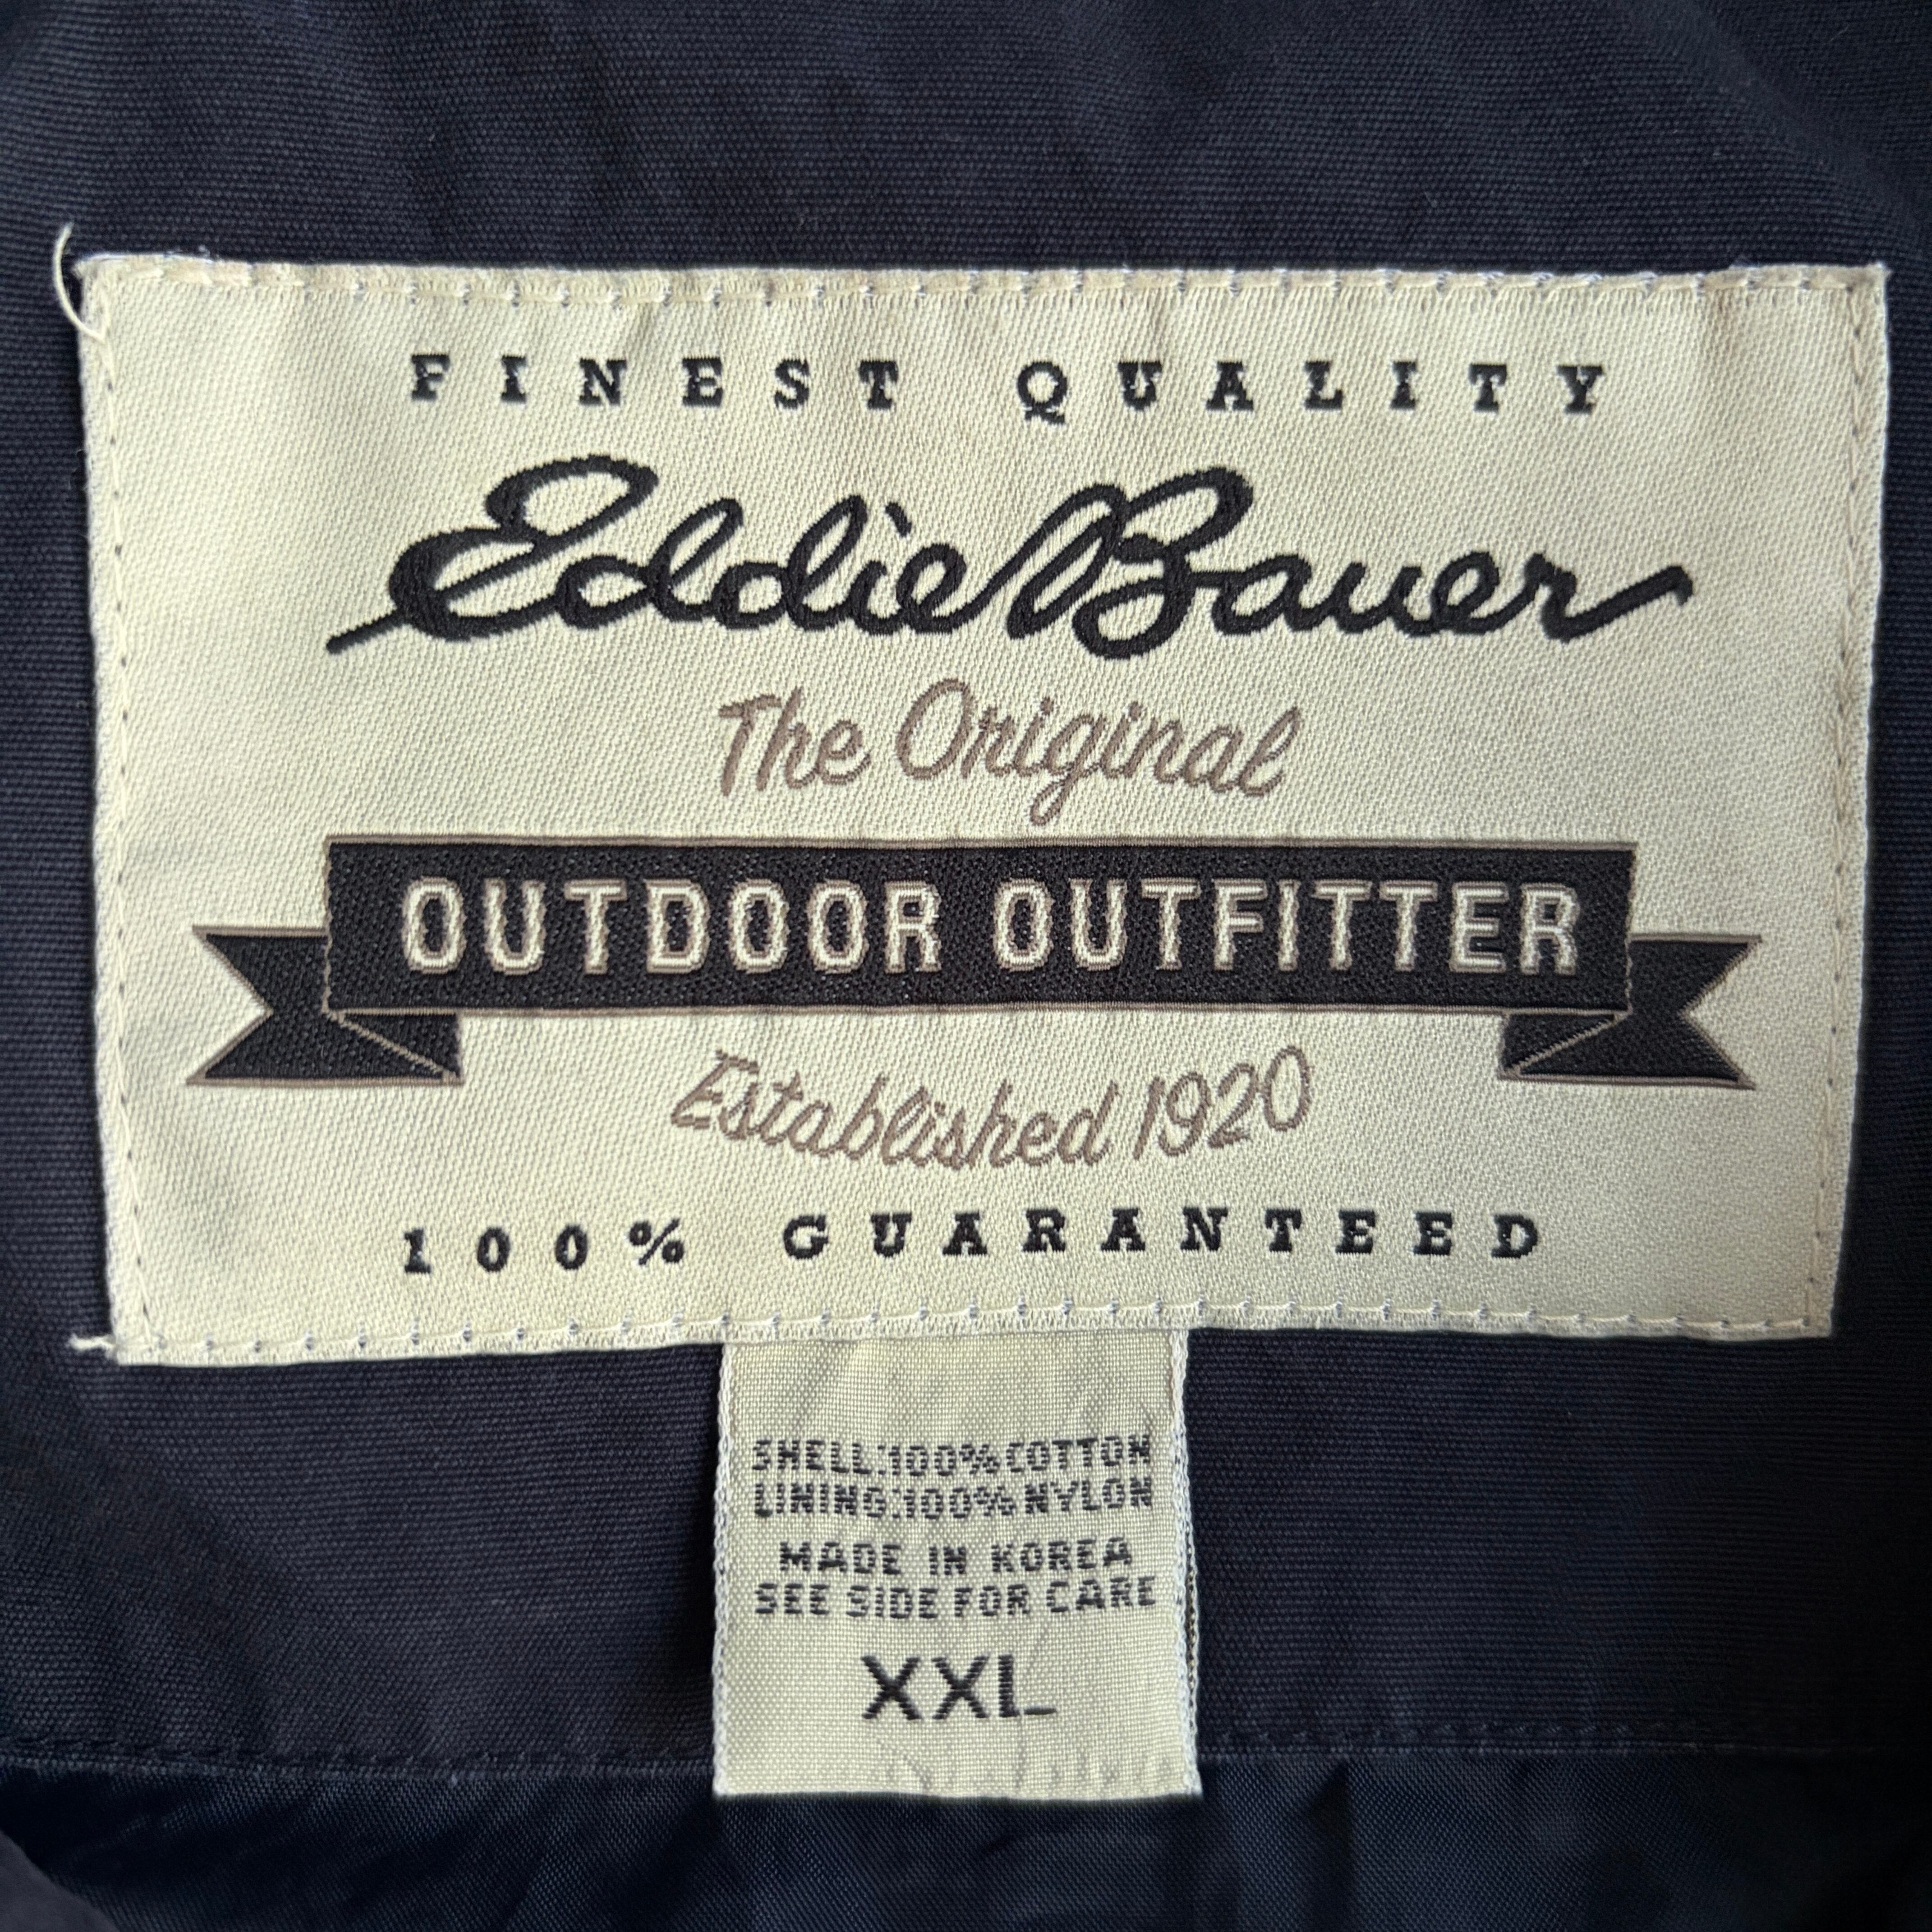 FINEST QUALITY
Eddie Bauer
The Original
OUTDOOR OUTFITTER
Established 1920
100% GUARANTEED
SHELL:100% COTTON
LINING:100% NYLON
MADE IN KOREA
SEE SIDE FOR CARE
XXL